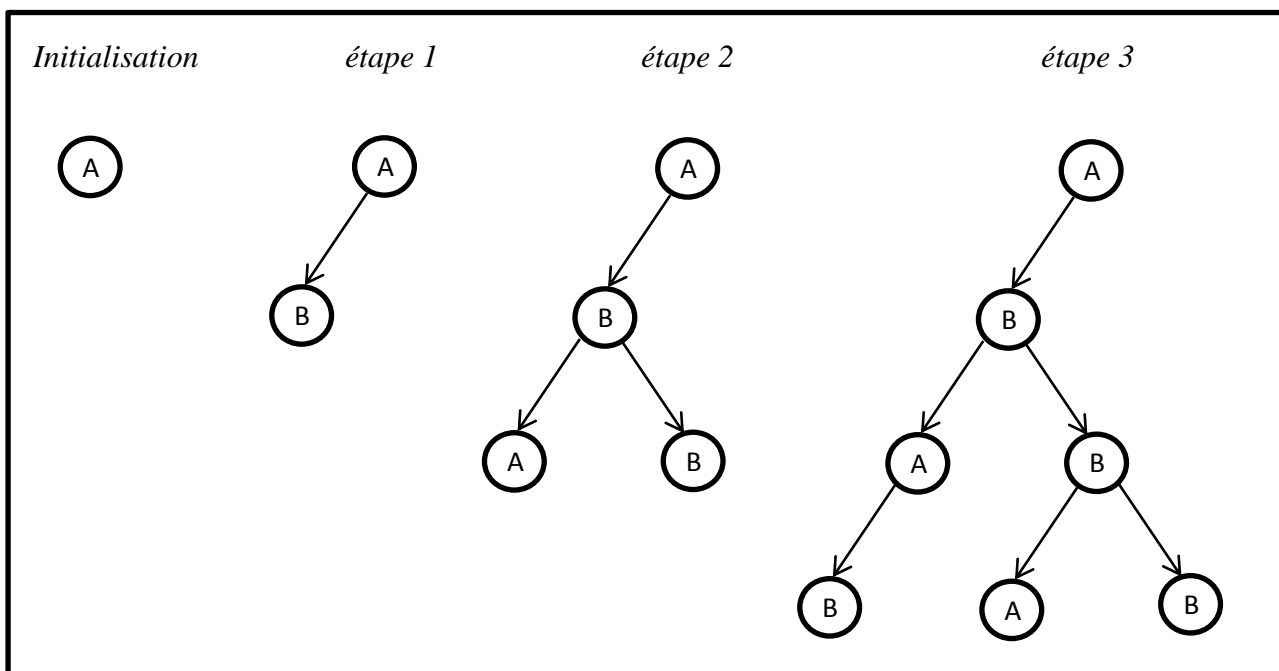 Initialisation étape 1 étape 2 étape 3
A A A A
B B B
A B A B
B A B